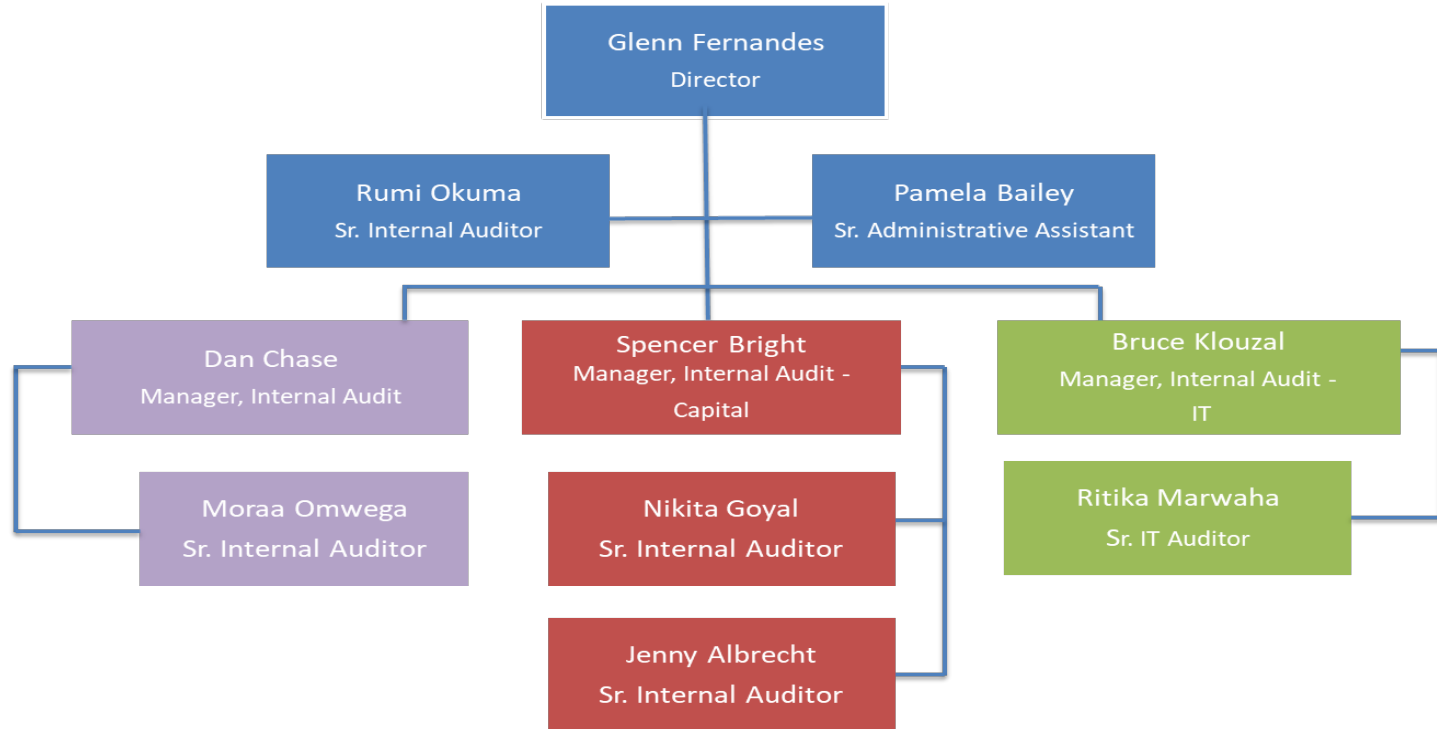 Glenn Fernandes
Director
Rumi Okuma
Sr. Internal Auditor
Pamela Bailey
Sr. Administrative Assistant
Dan Chase
Manager, Internal Audit
Spencer Bright
Manager, Internal Audit -
Capital
Bruce Klouzal
Manager, Internal Audit -
IT
Moraa Omwega
Sr. Internal Auditor
Nikita Goyal
Sr. Internal Auditor
Ritika Marwaha
Sr. IT Auditor
Jenny Albrecht
Sr. Internal Auditor